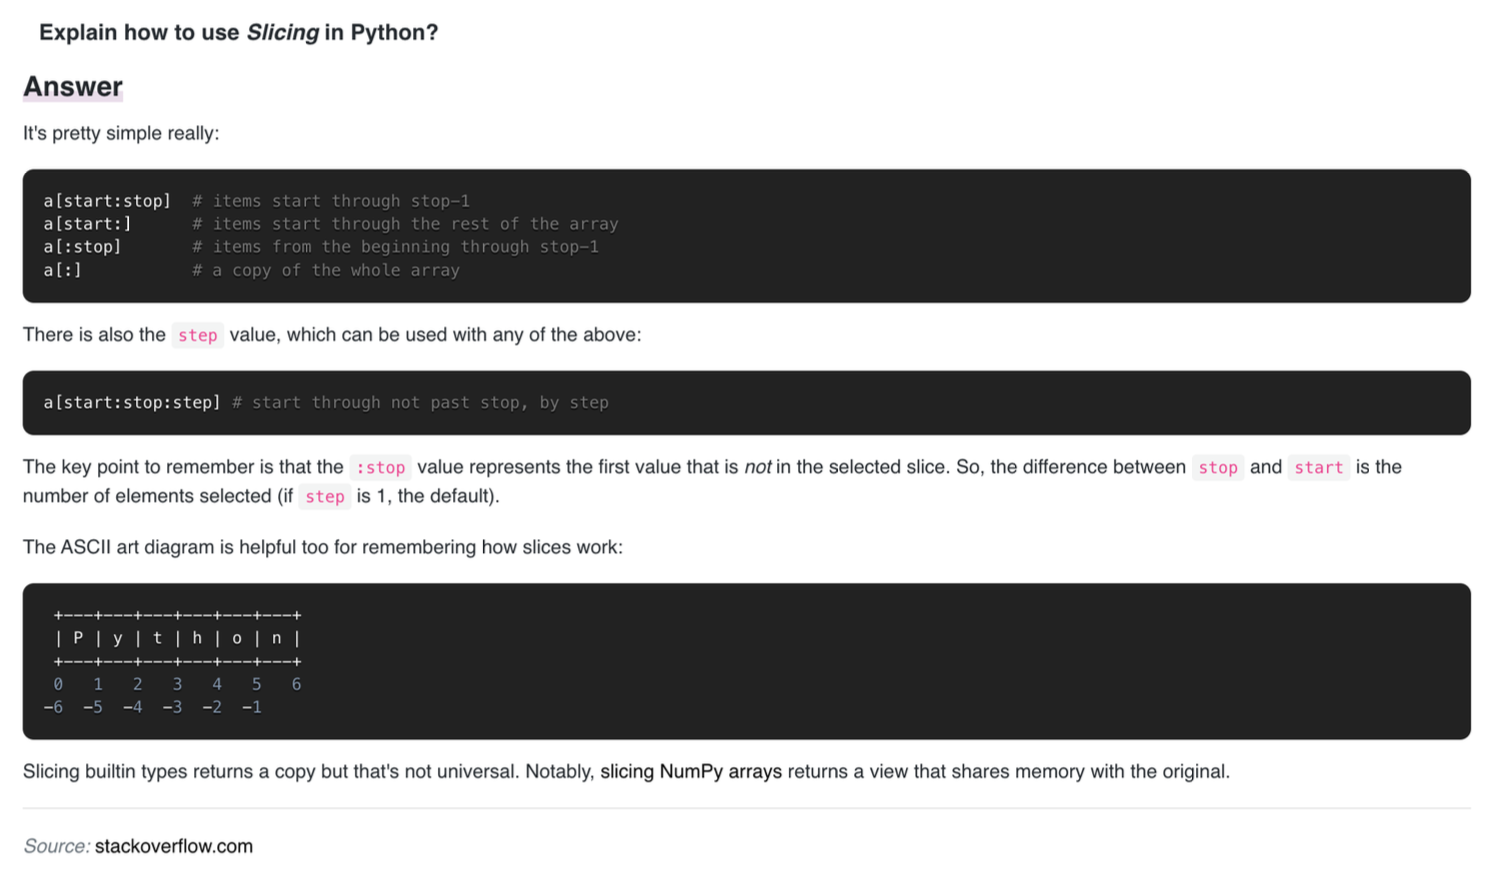 Explain how to use Slicing in Python?
Answer
It's pretty simple really:
a[start:stop]  # items start through stop-1
a[start:]      # items start through the rest of the array
a[:stop]       # items from the beginning through stop-1
a[:]           # a copy of the whole array
There is also the step value, which can be used with any of the above:
a[start:stop:step] # start through not past stop, by step
The key point to remember is that the :stop value represents the first value that is not in the selected slice. So, the difference between stop and start is the
number of elements selected (if step is 1, the default).
The ASCII art diagram is helpful too for remembering how slices work:
 +---+---+---+---+---+---+
 | P | y | t | h | o | n |
 +---+---+---+---+---+---+
 0   1   2   3   4   5   6
-6  -5  -4  -3  -2  -1
Slicing builtin types returns a copy but that's not universal. Notably, slicing NumPy arrays returns a view that shares memory with the original.
Source: stackoverflow.com